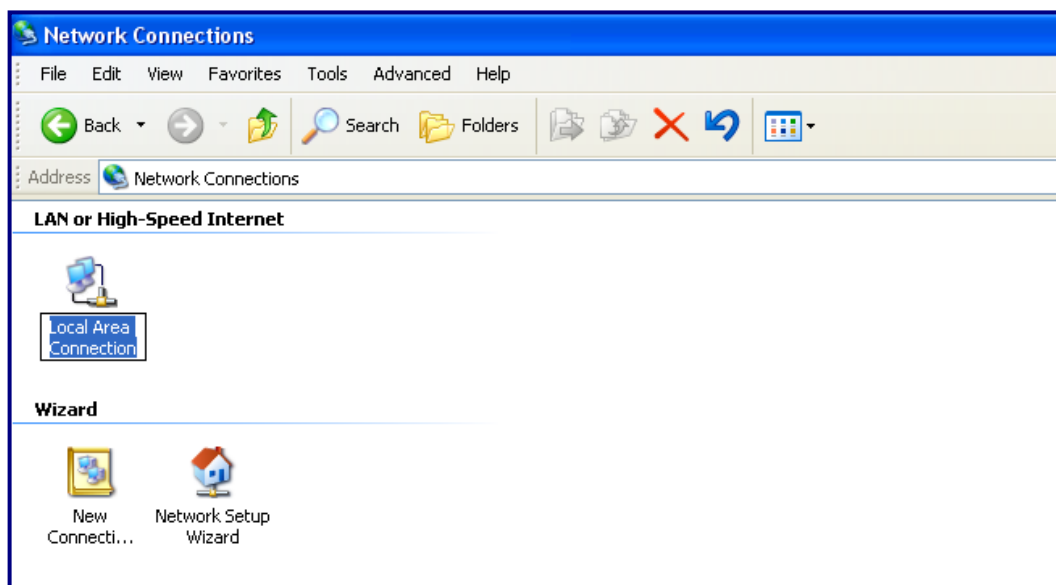 Network Connections
File Edit View Favorites Tools Advanced Help
Back Search Folders
Address Network Connections
LAN or High-Speed Internet
Local Area
Connection
Wizard
New Network Setup
Connecti... Wizard